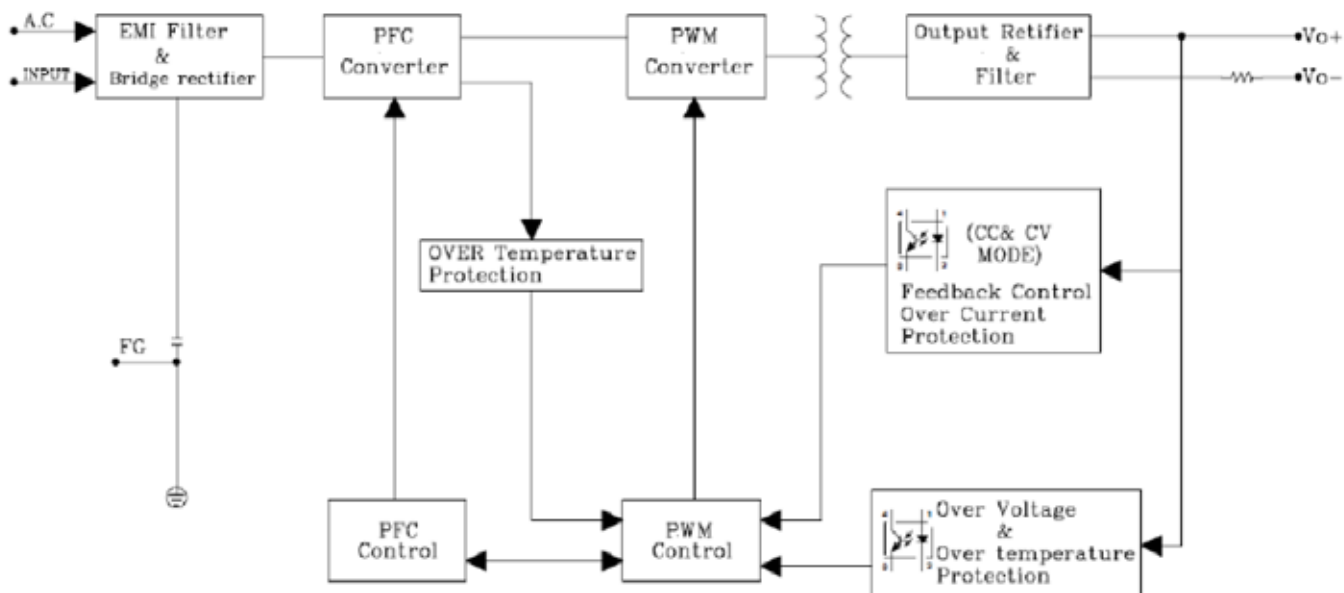 A.C
INPUT
EMI Filter
&
Bridge rectifier
PFC
Converter
PWM
Converter
Output Retifier
&
Filter
Vo+
Vo-
OVER Temperature
Protection
(CC& CV
MODE)
Feedback Control
Over Current
Protection
FG
PFC
Control
PWM
Control
Over Voltage
&
Over temperature
Protection